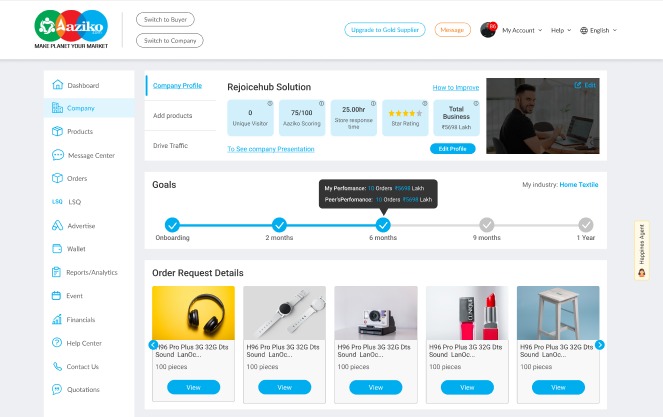 Aaziko
.com
MAKE PLANET YOUR MARKET
Switch to Buyer
Switch to Company
Upgrade to Gold Supplier
Message
86
My Account
Help
English
Dashboard
Company
Products
Message Center
Orders
LSQ LSQ
Advertise
Wallet
Reports/Analytics
Event
Financials
Help Center
Contact Us
Quotations
Company Profile
Add products
Drive Traffic
Rejoicehub Solution
How to Improve
0
Unique Visitor
75/100
Aaziko Scoring
25.00hr
Store response
time
Star Rating
Total
Business
₹5698 Lakh
To See company Presentation
Edit Profile
Edit
Goals
My industry: Home Textile
My Perfomance: 10 Orders ₹5698 Lakh
Peer'sPerfomance: 10 Orders ₹5698 Lakh
Onboarding
2 months
6 months
9 months
1 Year
Order Request Details
H96 Pro Plus 3G 32G Dts
Sound LanOc...
100 pieces
View
H96 Pro Plus 3G 32G Dts
Sound LanOc...
100 pieces
View
H96 Pro Plus 3G 32G Dts
Sound LanOc...
100 pieces
View
H96 Pro Plus 3G 32G Dts
Sound LanOc...
100 pieces
View
H96 Pro Plus 3G 32G Dts
Sound LanOc...
100 pieces
View
Happines Agent